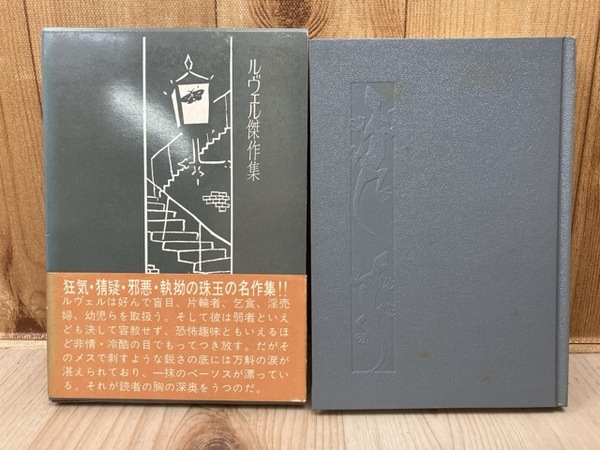 ルヴェル傑作集
狂気・猜疑・邪悪・執拗の珠玉の名作集!!
ルヴェルは好んで盲目、片輪者、乞食、淫売
婦、幼児らを取扱う。そして彼は弱者といえ
ども決して容赦せず、恐怖趣味ともいえるほ
ど非情・冷酷の目でもってつき放す。だがそ
のメスで刺すような鋭さの底には万斛の涙が
湛えられており、一抹のペーソスが漂ってい
る。それが読者の胸の深奥をうつのだ。